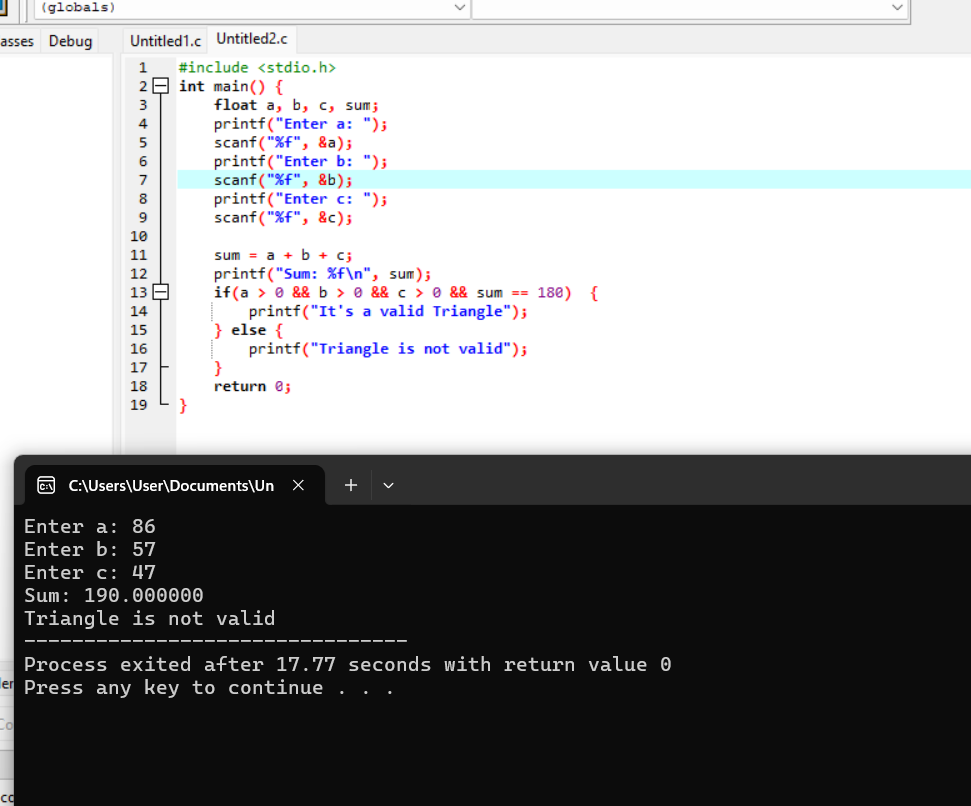 (globals)
asses Debug Untitled1.c Untitled2.c
1 #include <stdio.h>
2 int main() {
3 float a, b, c, sum;
4 printf("Enter a: ");
5 scanf("%f", &a);
6 printf("Enter b: ");
7 scanf("%f", &b);
8 printf("Enter c: ");
9 scanf("%f", &c);
10
11 sum = a + b + c;
12 printf("Sum: %f\n", sum);
13 if(a > 0 && b > 0 && c > 0 && sum == 180) {
14 printf("It's a valid Triangle");
15 } else {
16 printf("Triangle is not valid");
17 }
18 return 0;
19 }
C:\Users\User\Documents\Un
Enter a: 86
Enter b: 57
Enter c: 47
Sum: 190.000000
Triangle is not valid
--------------------------------
Process exited after 17.77 seconds with return value 0
Press any key to continue . . .